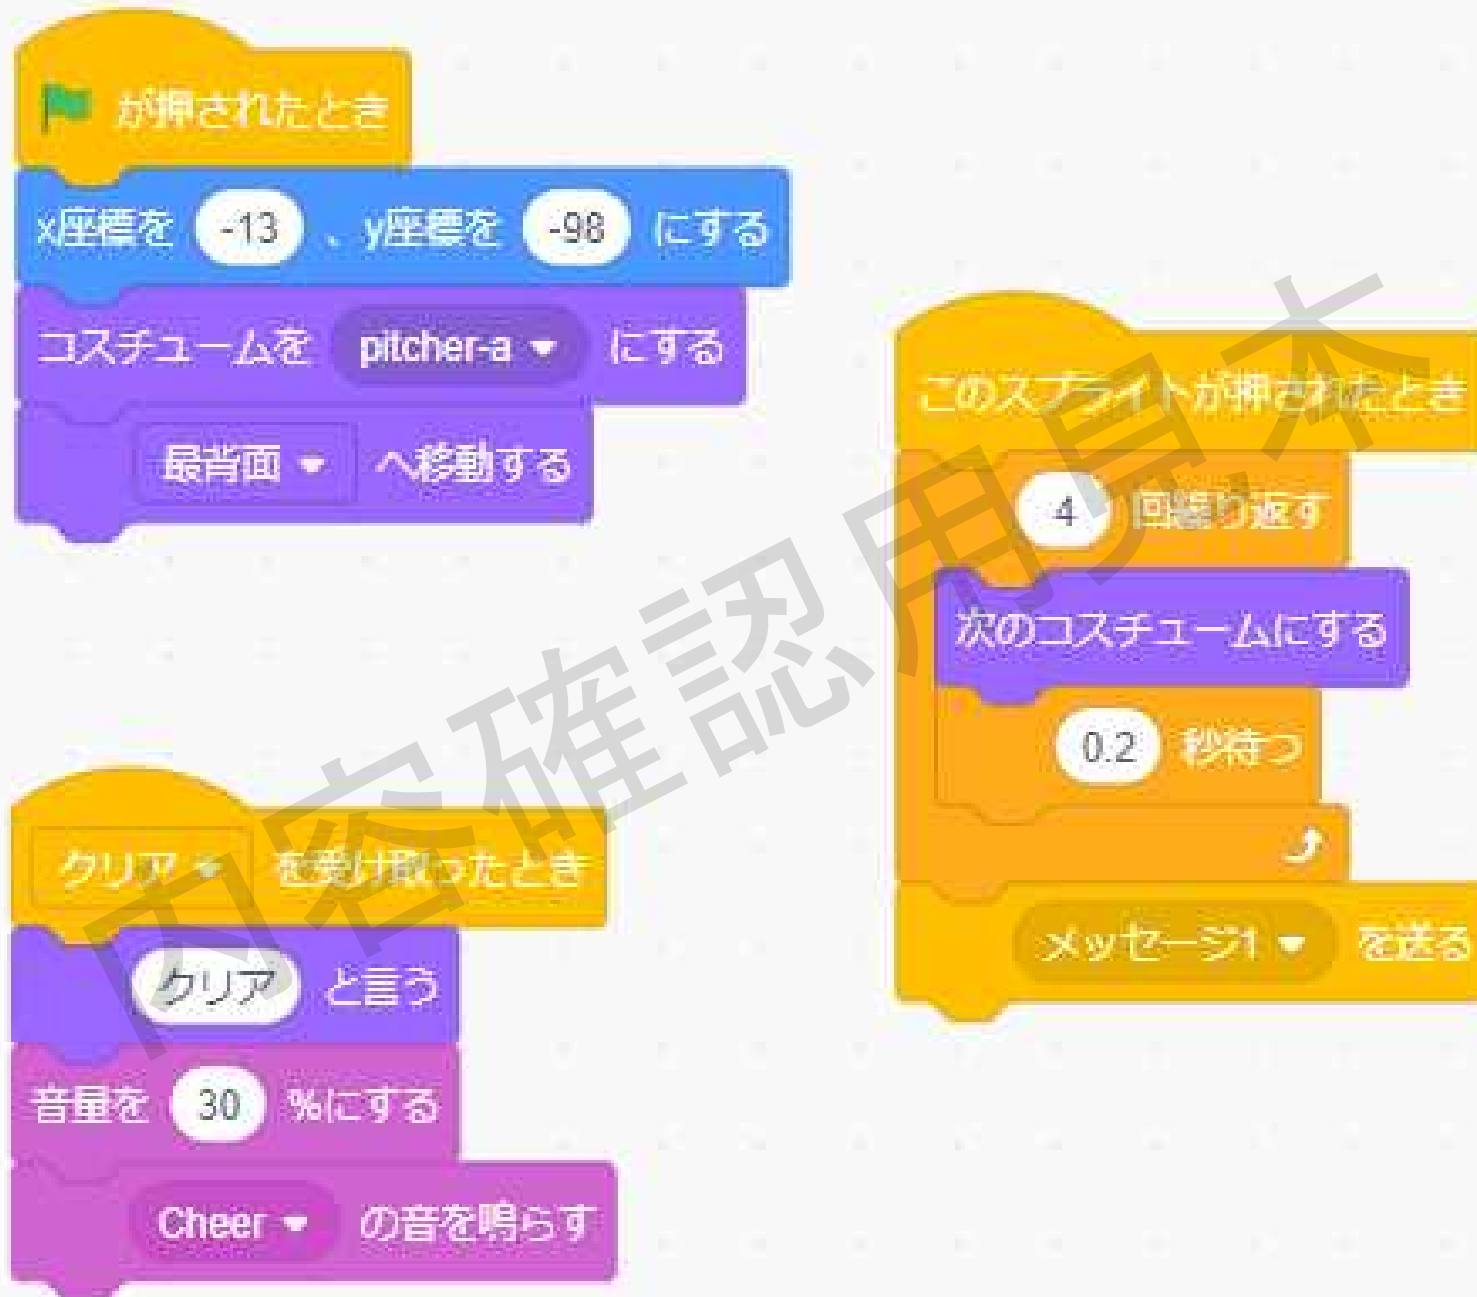 が押されたとき
x座標を -13 、y座標を -98 にする
コスチュームを pitcher-a にする
最背面 へ移動する
このスプライトが押されたとき
4 回繰り返す
次のコスチュームにする
0.2 秒待つ
メッセージ1 を送る
クリア を受け取ったとき
クリア と言う
音量を 30 %にする
Cheer の音を鳴らす
内容確認用見本